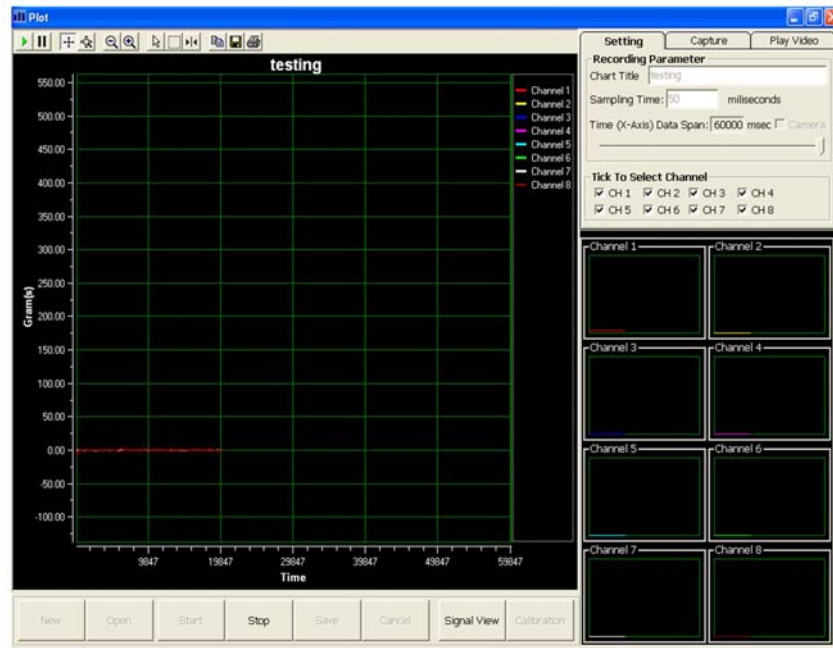 Plot
testing
Setting
Capture
Play Video
Recording Parameter
Chart Title testing
Sampling Time: 50 miliseconds
Time (X-Axis) Data Span: 60000 msec Camera
Tick To Select Channel
CH 1 CH 2 CH 3 CH 4
CH 5 CH 6 CH 7 CH 8
550.00
500.00
450.00
400.00
350.00
300.00
250.00
200.00
150.00
100.00
50.00
0.00
-50.00
-100.00
Gram(s)
9847 19847 29847 39847 49847 59847
Time
Channel 1
Channel 2
Channel 3
Channel 4
Channel 5
Channel 6
Channel 7
Channel 8
Channel 1 Channel 2
Channel 3 Channel 4
Channel 5 Channel 6
Channel 7 Channel 8
New Open Start Stop Save Cancel Signal View Calibration